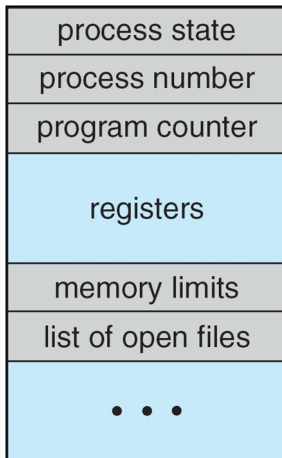 process state
process number
program counter
registers
memory limits
list of open files
• • •